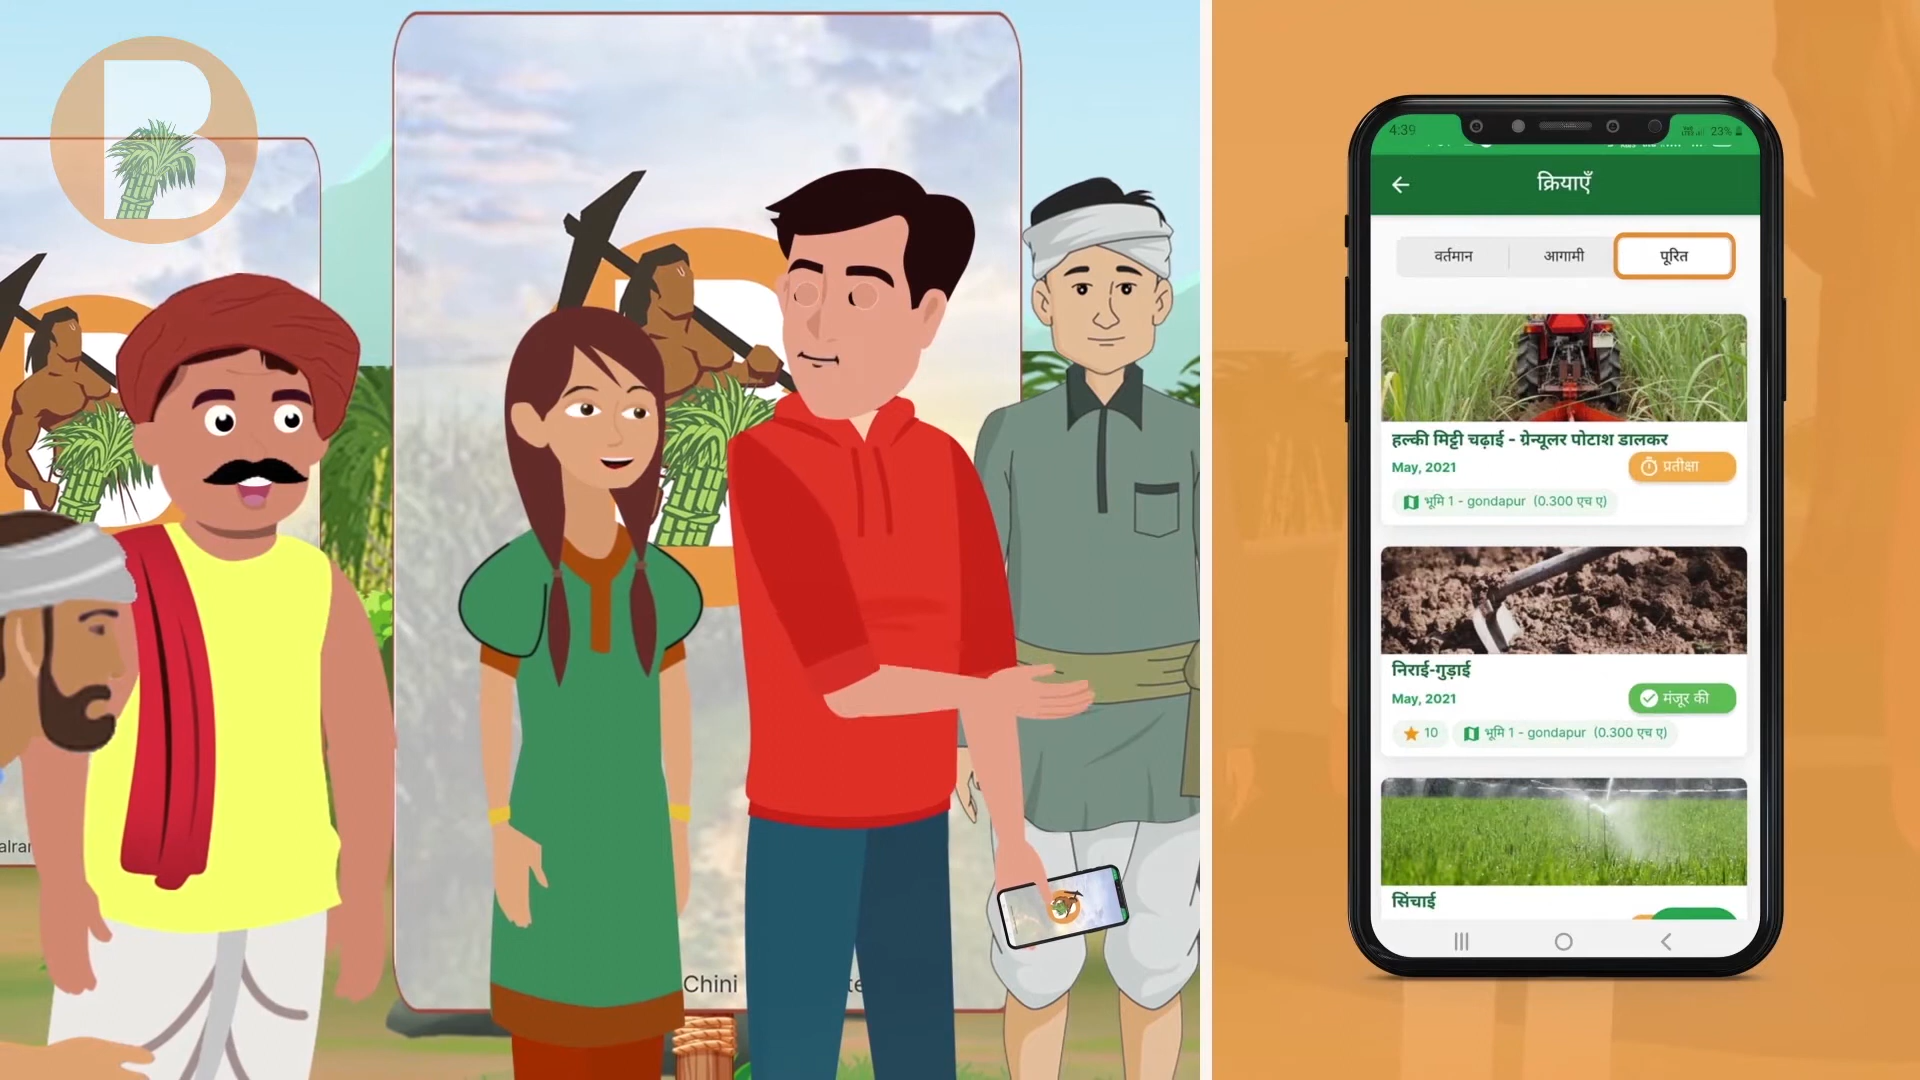 B
Chini
4:39
23%
क्रियाएँ
वर्तमान
आगामी
पूरित
हल्की मिट्टी चढ़ाई - ग्रेन्यूलर पोटाश डालकर
May, 2021
प्रतीक्षा
भूमि 1 - gondapur (0.300 एच ए)
निराई-गुड़ाई
May, 2021
मंजूर की
10
भूमि 1 - gondapur (0.300 एच ए)
सिंचाई